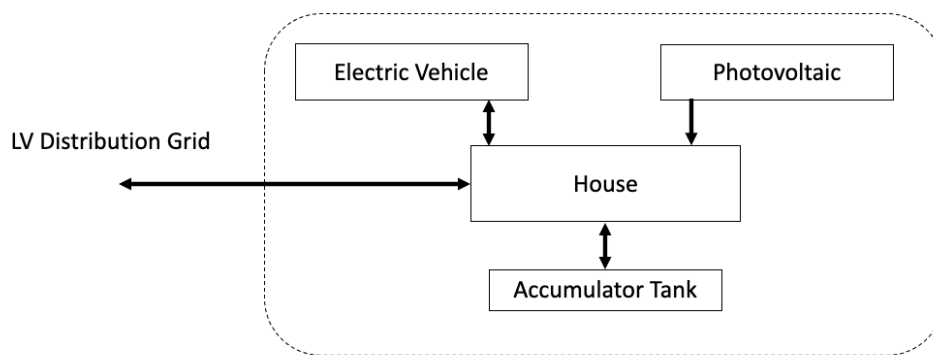 Electric Vehicle
Photovoltaic
LV Distribution Grid
House
Accumulator Tank